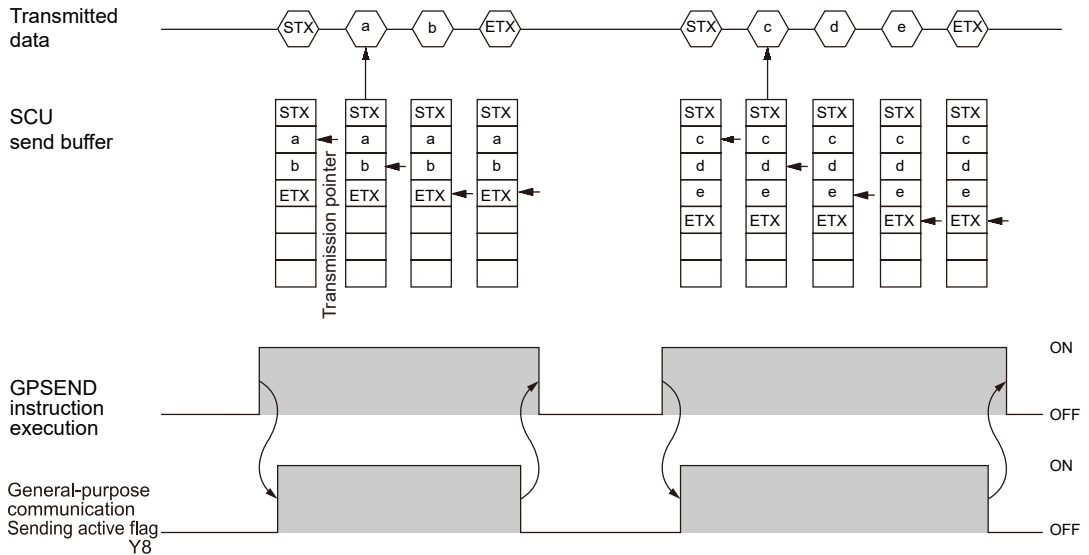 Transmitted
data
STX a b ETX STX c d e ETX
SCU
send buffer
STX STX STX STX STX STX STX STX STX
a a a a c c c c c
b b b b d d d d d
ETX ETX ETX ETX e e e e e
ETX ETX ETX ETX ETX
Transmission pointer
GPSEND
instruction
execution
ON
OFF
General-purpose
communication
Sending active flag
Y8
ON
OFF